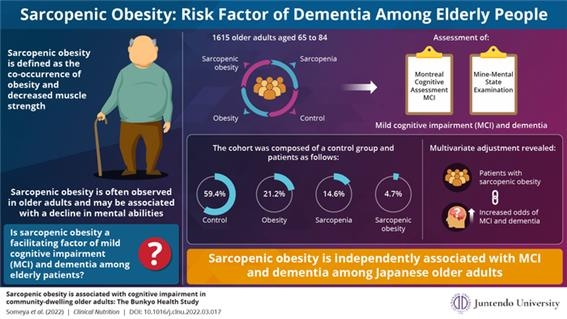 Sarcopenic Obesity: Risk Factor of Dementia Among Elderly People
Sarcopenic obesity
is defined as the
co-occurrence of
obesity and
decreased muscle
strength
Sarcopenic obesity is often observed
in older adults and may be associated
with a decline in mental abilities
Is sarcopenic obesity a
facilitating factor of mild
cognitive impairment
(MCI) and dementia among
elderly patients?
?
1615 older adults aged 65 to 84
Sarcopenic
obesity
Sarcopenia
Obesity
Control
Assessment of:
Montreal
Cognitive
Assessment
MCI
Mine-Mental
State
Examination
Mild cognitive impairment (MCI) and dementia
The cohort was composed of a control group and
patients as follows:
59.4%
21.2%
14.6%
4.7%
Control
Obesity
Sarcopenia
Sarcopenic
obesity
Multivariate adjustment revealed:
Patients with
sarcopenic obesity
?
Increased odds of
MCI and dementia
Sarcopenic obesity is independently associated with MCI
and dementia among Japanese older adults
Sarcopenic obesity is associated with cognitive impairment in
community-dwelling older adults: The Bunkyo Health Study
Someya et al. (2022) | Clinical Nutrition | DOI: 10.1016/j.clnu.2022.03.017
Juntendo University